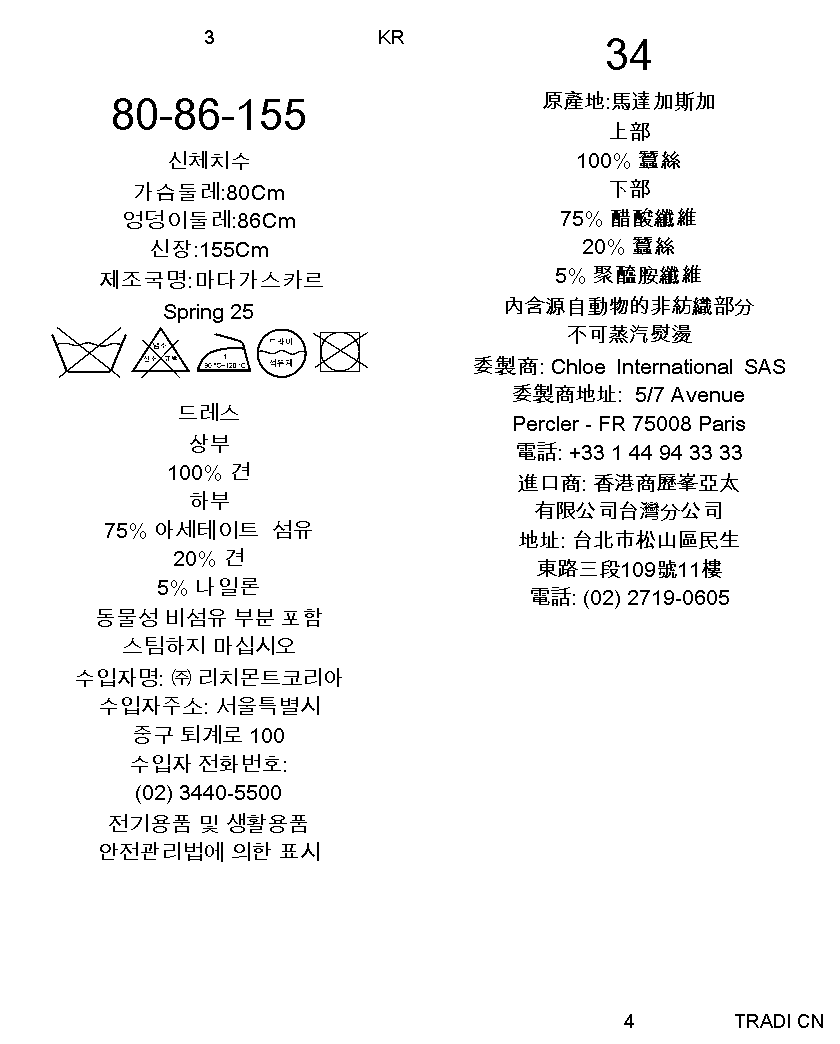 3 KR
80-86-155
신체치수
가슴둘레:80Cm
엉덩이둘레:86Cm
신장:155Cm
제조국명:마다가스카르
Spring 25
염소
산소 표백
1
80 ℃~120 ℃
드라이
석유계
드레스
상부
100% 견
하부
75% 아세테이트 섬유
20% 견
5% 나일론
동물성 비섬유 부분 포함
스팀하지 마십시오
수입자명: ㈜ 리치몬트코리아
수입자주소: 서울특별시
중구 퇴계로 100
수입자 전화번호:
(02) 3440-5500
전기용품 및 생활용품
안전관리법에 의한 표시
34
原產地:馬達加斯加
上部
100% 蠶絲
下部
75% 醋酸纖維
20% 蠶絲
5% 聚醯胺纖維
內含源自動物的非紡織部分
不可蒸汽熨燙
委製商: Chloe International SAS
委製商地址: 5/7 Avenue
Percler - FR 75008 Paris
電話: +33 1 44 94 33 33
進口商: 香港商歷峯亞太
有限公司台灣分公司
地址: 台北市松山區民生
東路三段109號11樓
電話: (02) 2719-0605
4 TRADI CN